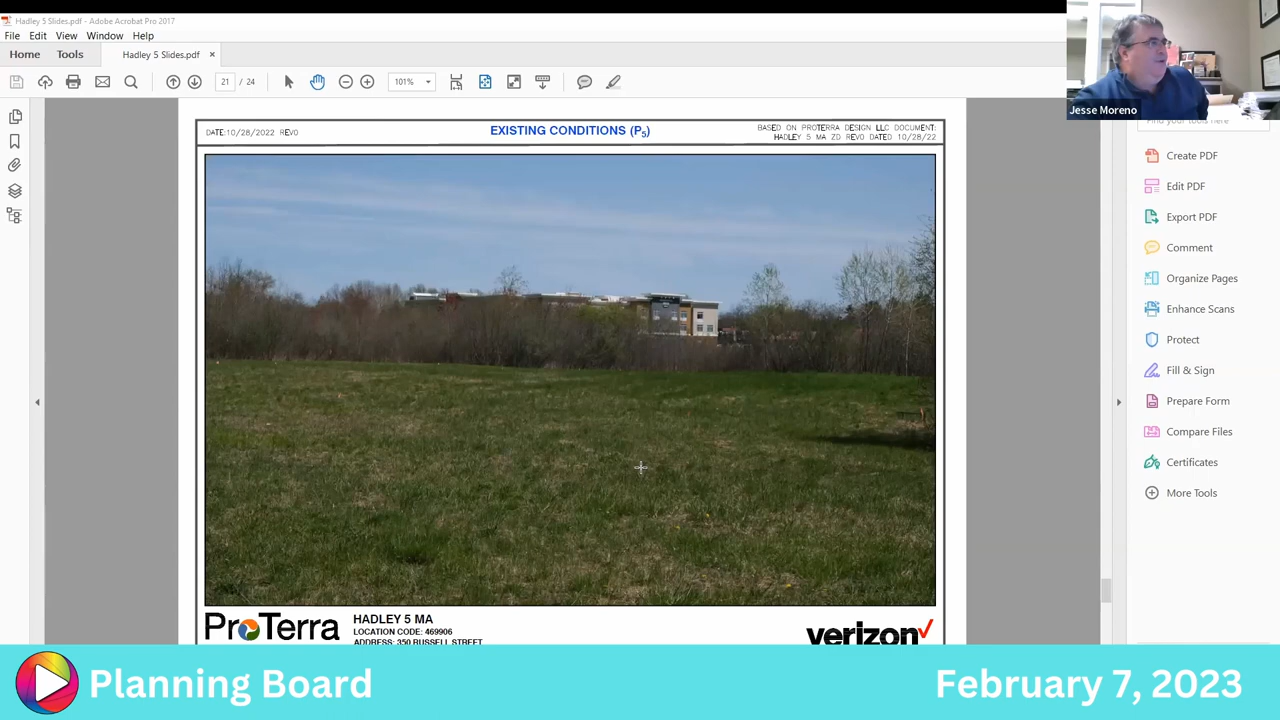 Hadley 5 Slides.pdf - Adobe Acrobat Pro 2017
File Edit View Window Help
Home Tools Hadley 5 Slides.pdf ×
21 / 24 101%
Jesse Moreno
Find your tools here
DATE:10/28/2022 REV0
EXISTING CONDITIONS (P5)
BASED ON PROTERRA DESIGN LLC DOCUMENT:
HADLEY 5 MA ZD REV0 DATED 10/28/22
Create PDF
Edit PDF
Export PDF
Comment
Organize Pages
Enhance Scans
Protect
Fill & Sign
Prepare Form
Compare Files
Certificates
More Tools
ProTerra
HADLEY 5 MA
LOCATION CODE: 469906
ADDRESS: 350 RUSSELL STREET
verizon
Planning Board
February 7, 2023